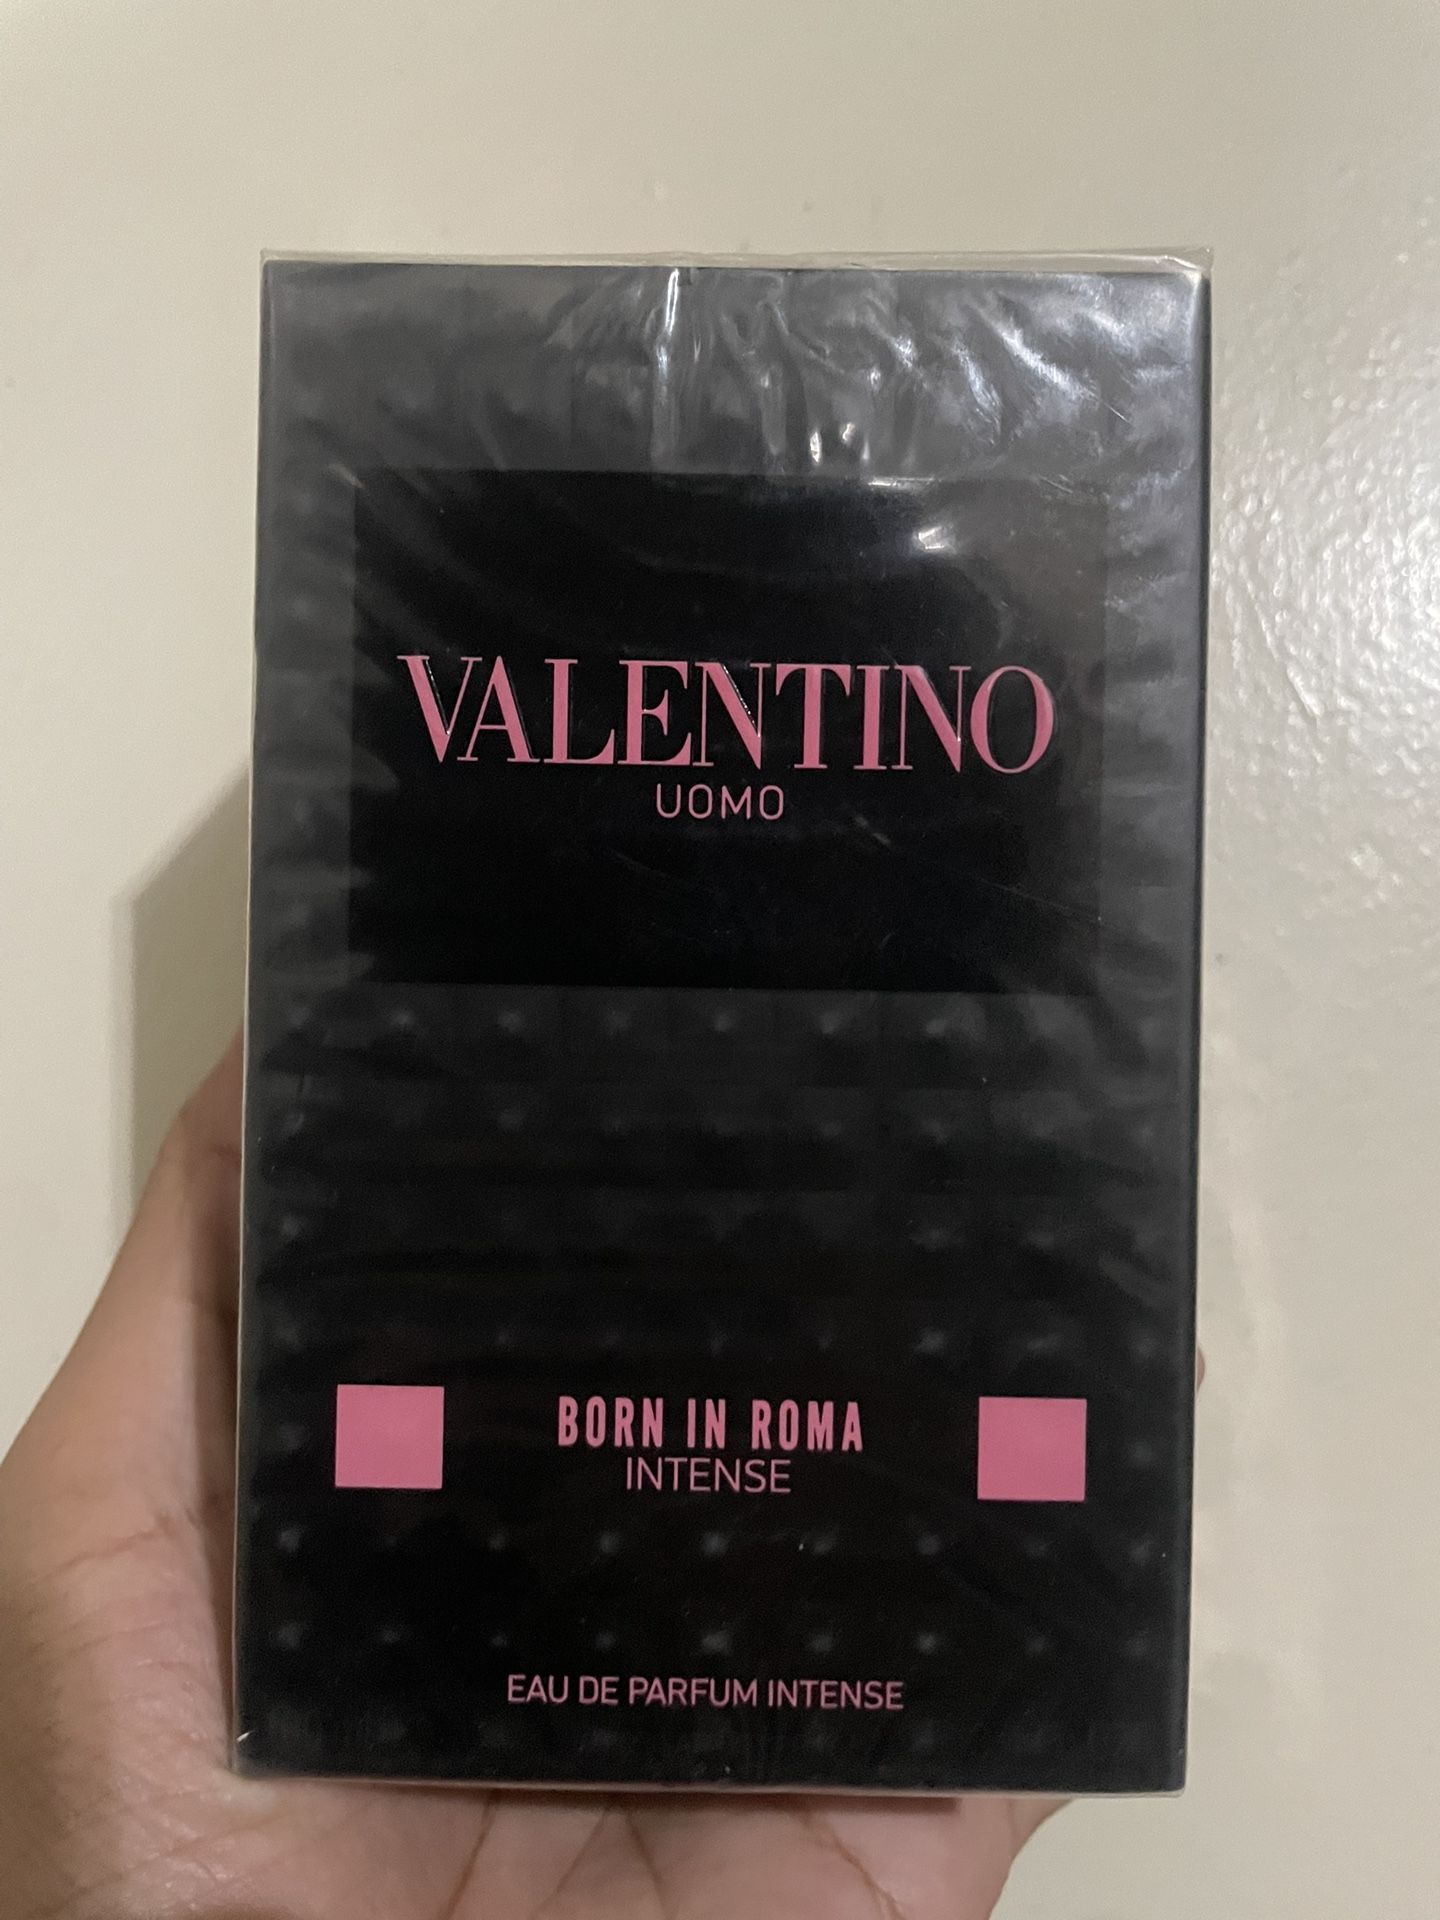 VALENTINO
UOMO
BORN IN ROMA
INTENSE
EAU DE PARFUM INTENSE